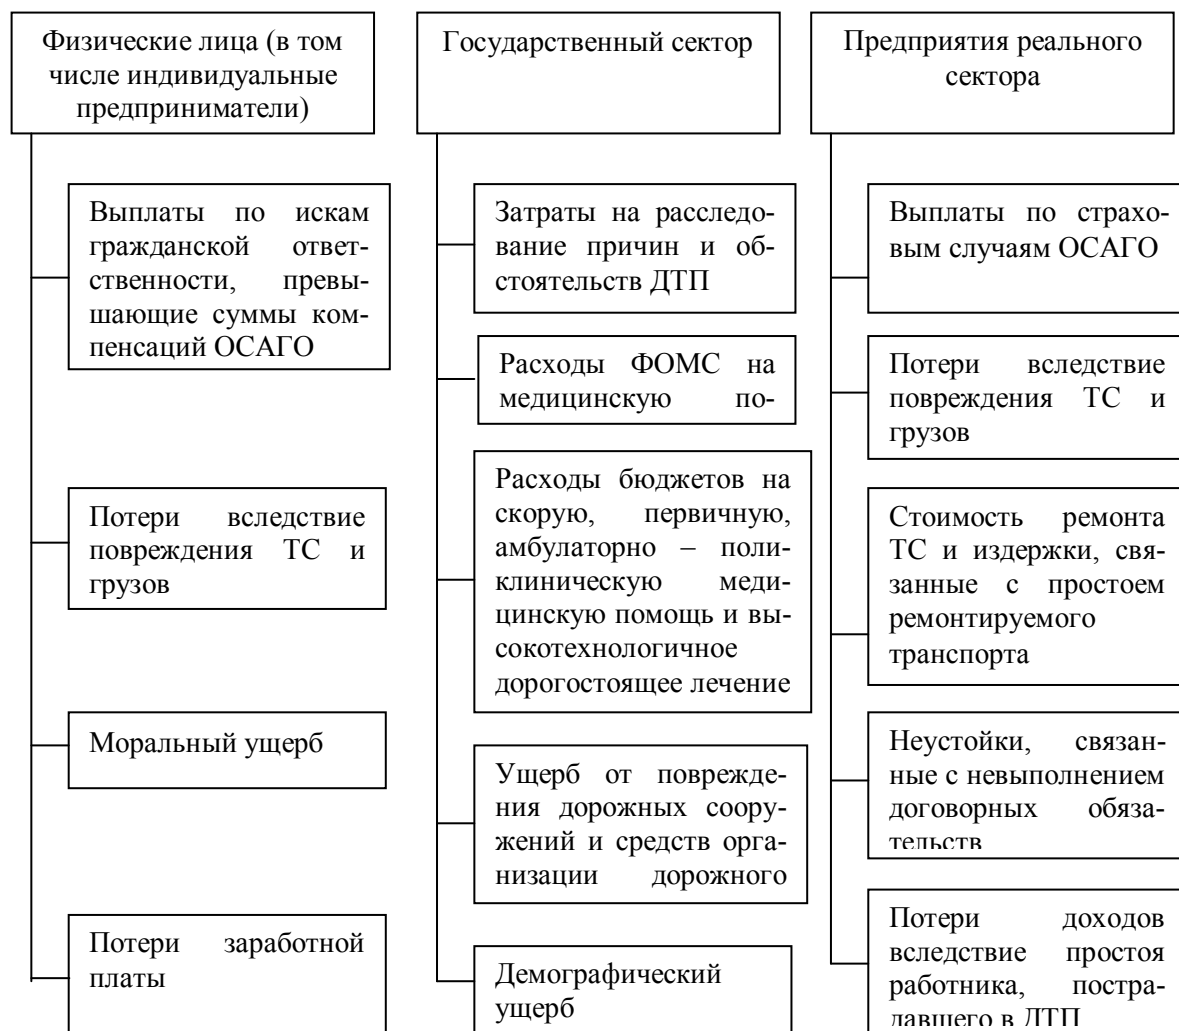 Физические лица (в том
числе индивидуальные
предприниматели)
Выплаты по искам
гражданской ответ-
ственности, превы-
шающие суммы ком-
пенсаций ОСАГО
Потери вследствие
повреждения ТС и
грузов
Моральный ущерб
Потери заработной
платы
Государственный сектор
Затраты на расследо-
вание причин и об-
стоятельств ДТП
Расходы ФОМС на
медицинскую по-
Расходы бюджетов на
скорую, первичную,
амбулаторно – поли-
клиническую меди-
цинскую помощь и вы-
сокотехнологичное
дорогостоящее лечение
Ущерб от поврежде-
ния дорожных соору-
жений и средств орга-
низации дорожного
Демографический
ущерб
Предприятия реального
сектора
Выплаты по страхо-
вым случаям ОСАГО
Потери вследствие
повреждения ТС и
грузов
Стоимость ремонта
ТС и издержки, свя-
занные с простоем
ремонтируемого
транспорта
Неустойки, связан-
ные с невыполнением
договорных обяза-
тельств
Потери доходов
вследствие простоя
работника, постра-
давшего в ДТП